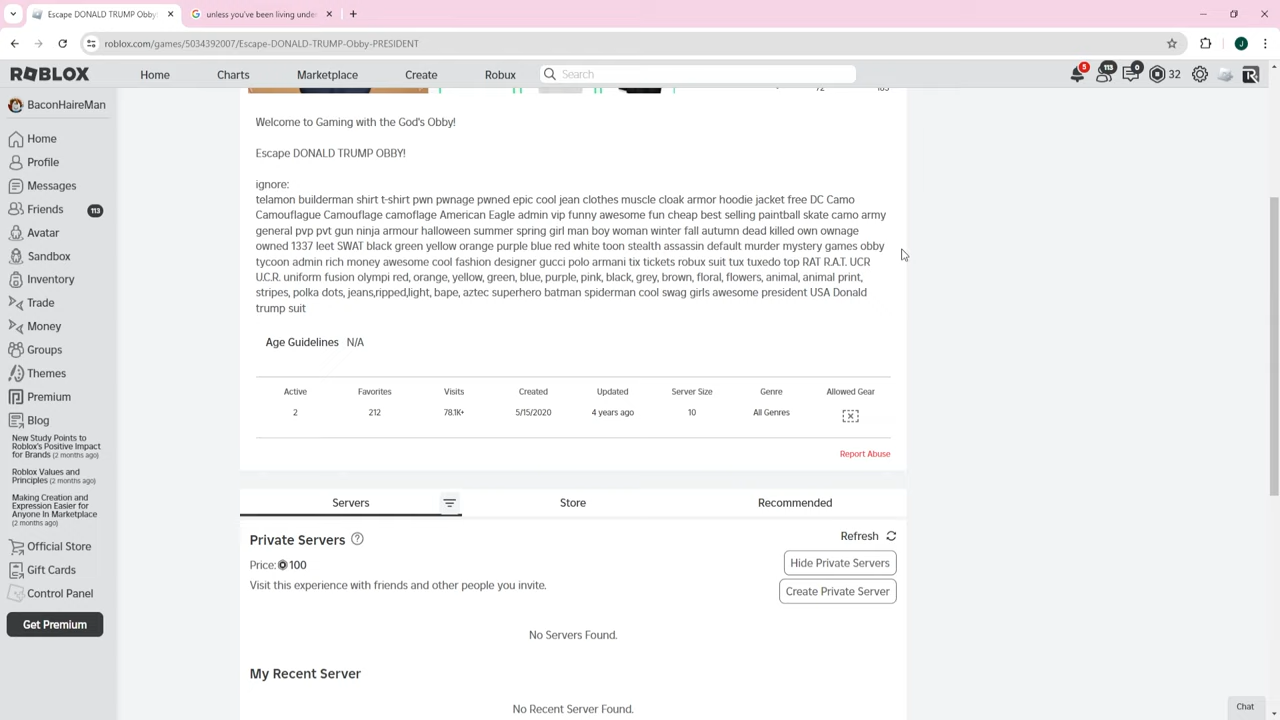 Escape DONALD TRUMP Obby:
unless you've been living unde
roblox.com/games/5034392007/Escape-DONALD-TRUMP-Obby-PRESIDENT
J
ROBLOX
Home
Charts
Marketplace
Create
Robux
Search
5
113
0
32
BaconHaireMan
Home
Profile
Messages
Friends
113
Avatar
Sandbox
Inventory
Trade
Money
Groups
Themes
Premium
Blog
New Study Points to
Roblox's Positive Impact
for Brands (2 months ago)
Roblox Values and
Principles (2 months ago)
Making Creation and
Expression Easier for
Anyone In Marketplace
(2 months ago)
Official Store
Gift Cards
Control Panel
Get Premium
Welcome to Gaming with the God's Obby!
Escape DONALD TRUMP OBBY!
ignore:
telamon builderman shirt t-shirt pwn pwnage pwned epic cool jean clothes muscle cloak armor hoodie jacket free DC Camo
Camouflague Camouflage camoflage American Eagle admin vip funny awesome fun cheap best selling paintball skate camo army
general pvp pvt gun ninja armour halloween summer spring girl man boy woman winter fall autumn dead killed own ownage
owned 1337 leet SWAT black green yellow orange purple blue red white toon stealth assassin default murder mystery games obby
tycoon admin rich money awesome cool fashion designer gucci polo armani tix tickets robux suit tux tuxedo top RAT R.A.T. UCR
U.C.R. uniform fusion olympi red, orange, yellow, green, blue, purple, pink, black, grey, brown, floral, flowers, animal, animal print,
stripes, polka dots, jeans,ripped,light, bape, aztec superhero batman spiderman cool swag girls awesome president USA Donald
trump suit
Age Guidelines N/A
Active Favorites Visits Created Updated Server Size Genre Allowed Gear
2 212 78.1K+ 5/15/2020 4 years ago 10 All Genres
Report Abuse
Servers
Store
Recommended
Private Servers
Refresh
Price: 100
Hide Private Servers
Visit this experience with friends and other people you invite.
Create Private Server
No Servers Found.
My Recent Server
No Recent Server Found.
Chat